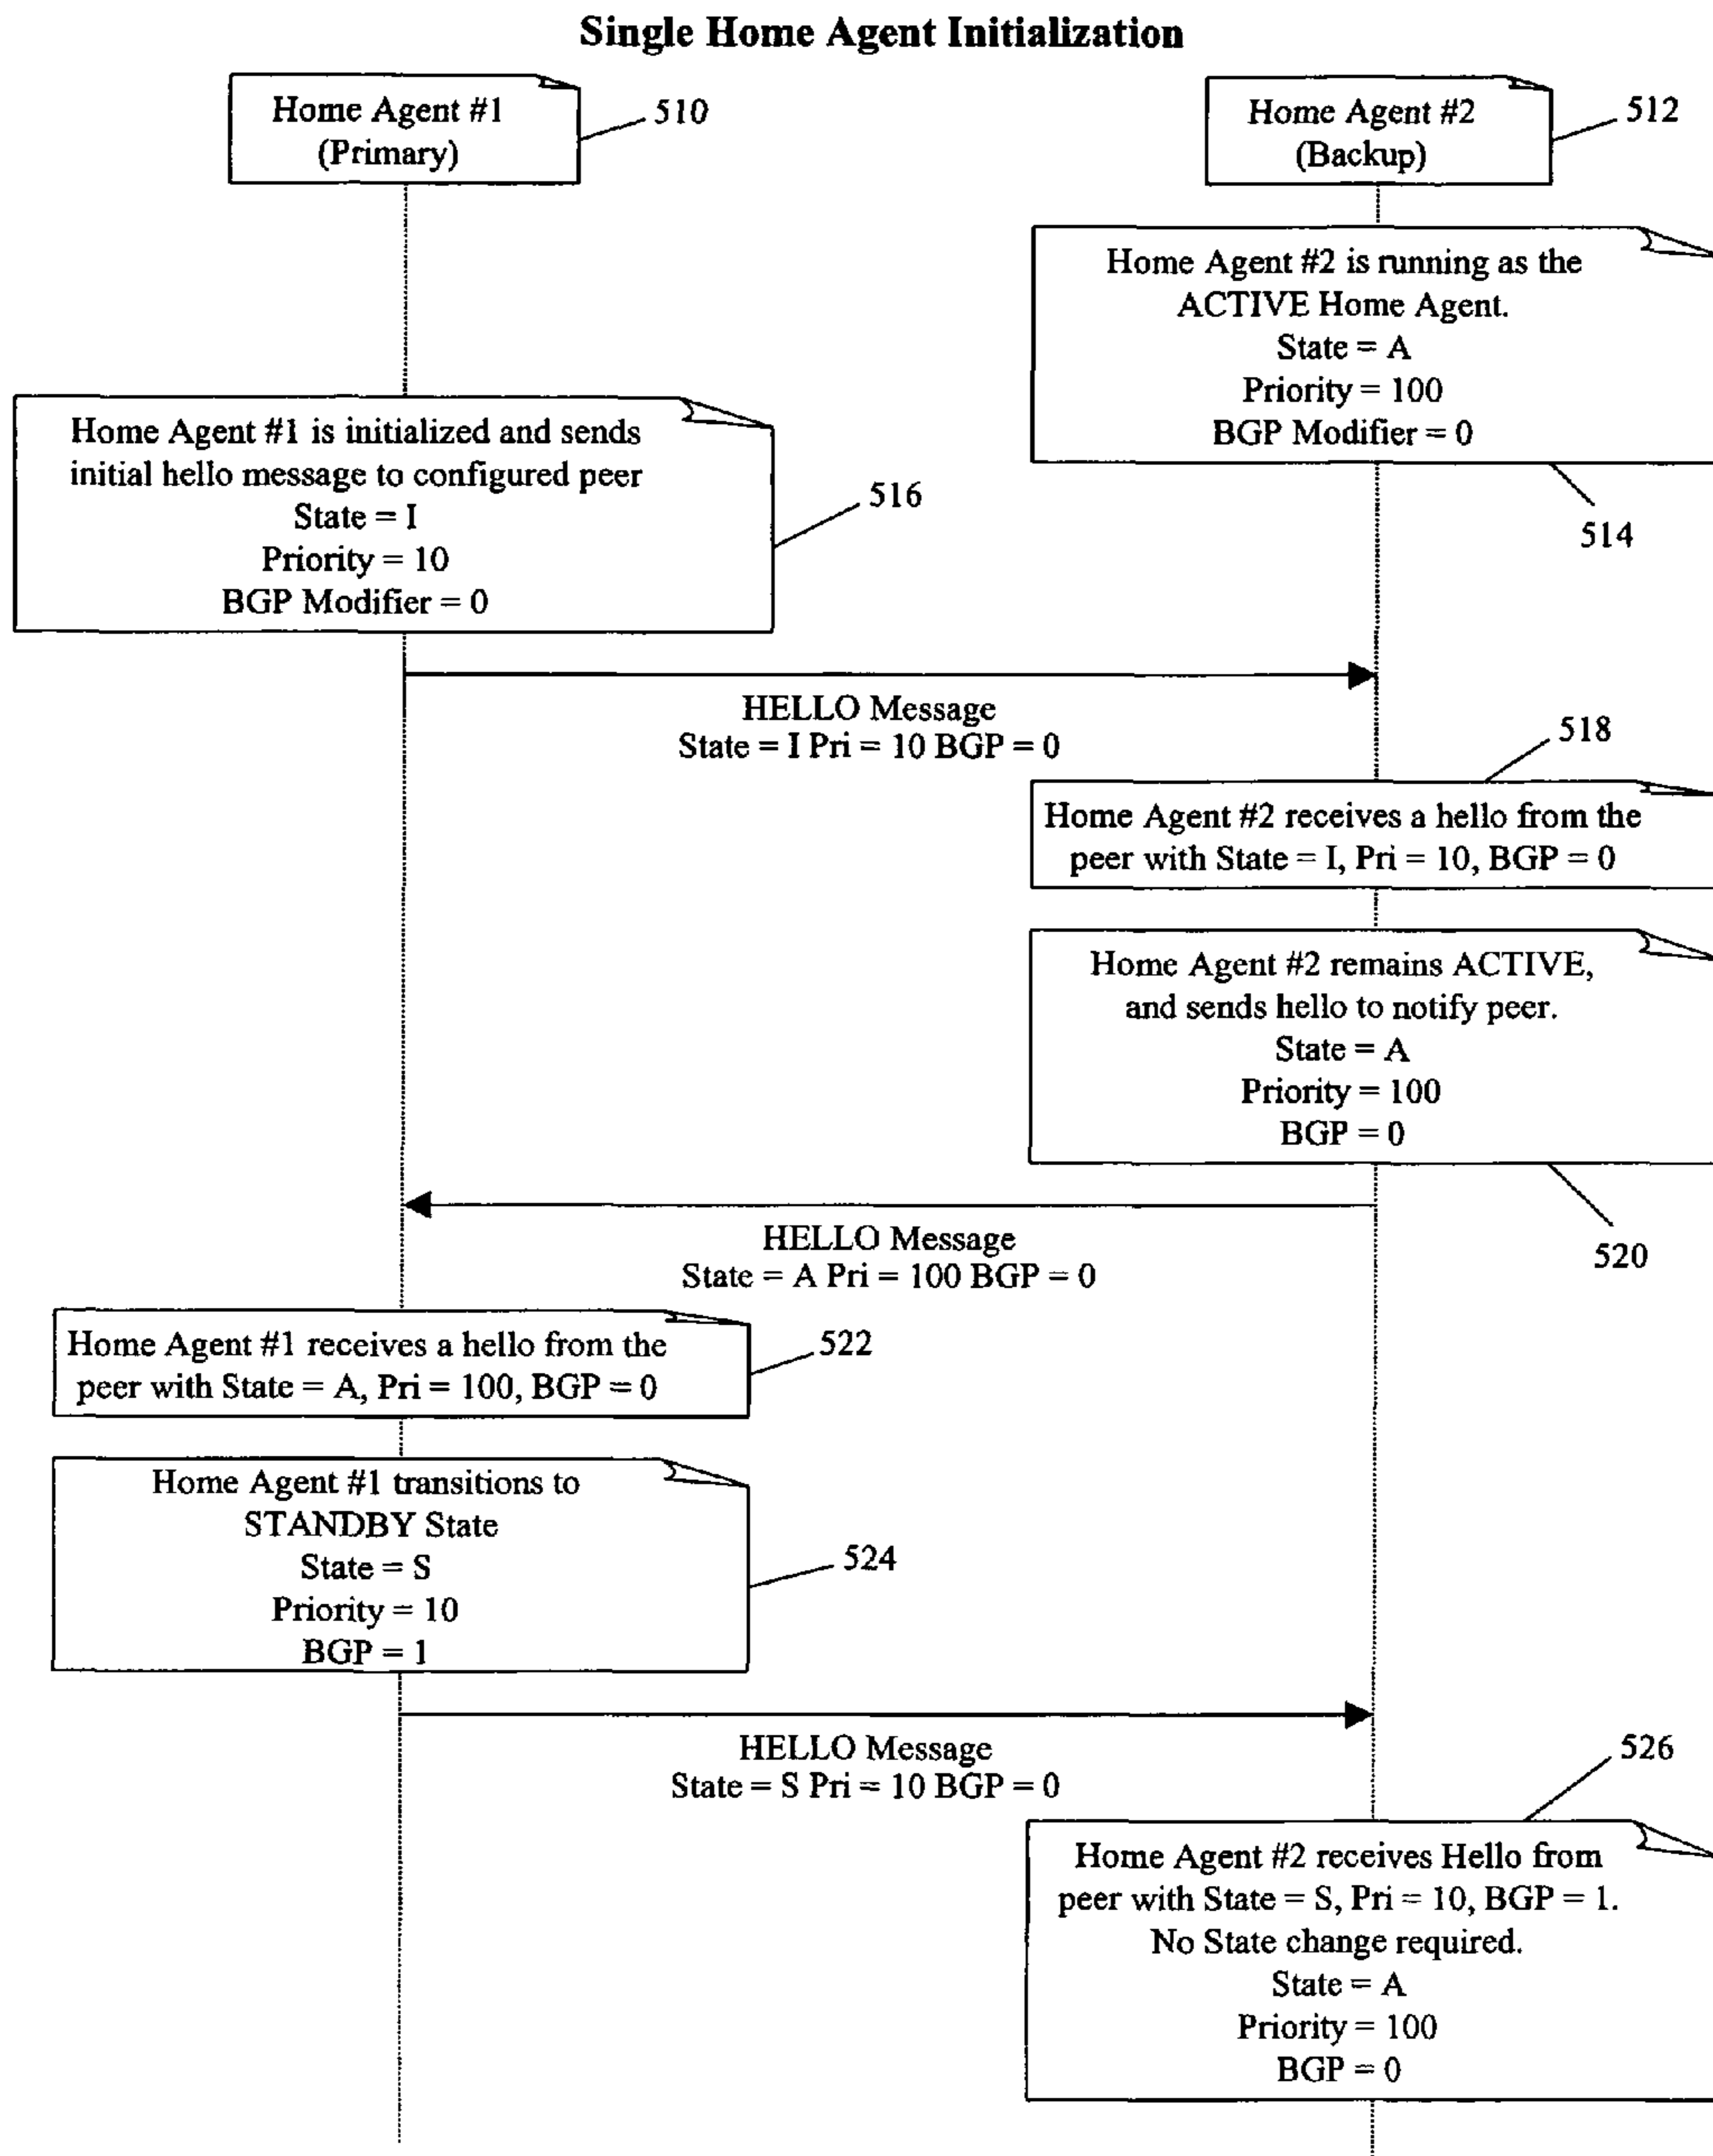 Single Home Agent Initialization
Home Agent #1
(Primary)
510
Home Agent #2
(Backup)
512
Home Agent #2 is running as the
ACTIVE Home Agent.
State = A
Priority = 100
BGP Modifier = 0
514
Home Agent #1 is initialized and sends
initial hello message to configured peer
State = I
Priority = 10
BGP Modifier = 0
516
HELLO Message
State = I Pri = 10 BGP = 0
518
Home Agent #2 receives a hello from the
peer with State = I, Pri = 10, BGP = 0
Home Agent #2 remains ACTIVE,
and sends hello to notify peer.
State = A
Priority = 100
BGP = 0
520
HELLO Message
State = A Pri = 100 BGP = 0
Home Agent #1 receives a hello from the
peer with State = A, Pri = 100, BGP = 0
522
Home Agent #1 transitions to
STANDBY State
State = S
Priority = 10
BGP = 1
524
HELLO Message
State = S Pri = 10 BGP = 0
526
Home Agent #2 receives Hello from
peer with State = S, Pri = 10, BGP = 1.
No State change required.
State = A
Priority = 100
BGP = 0